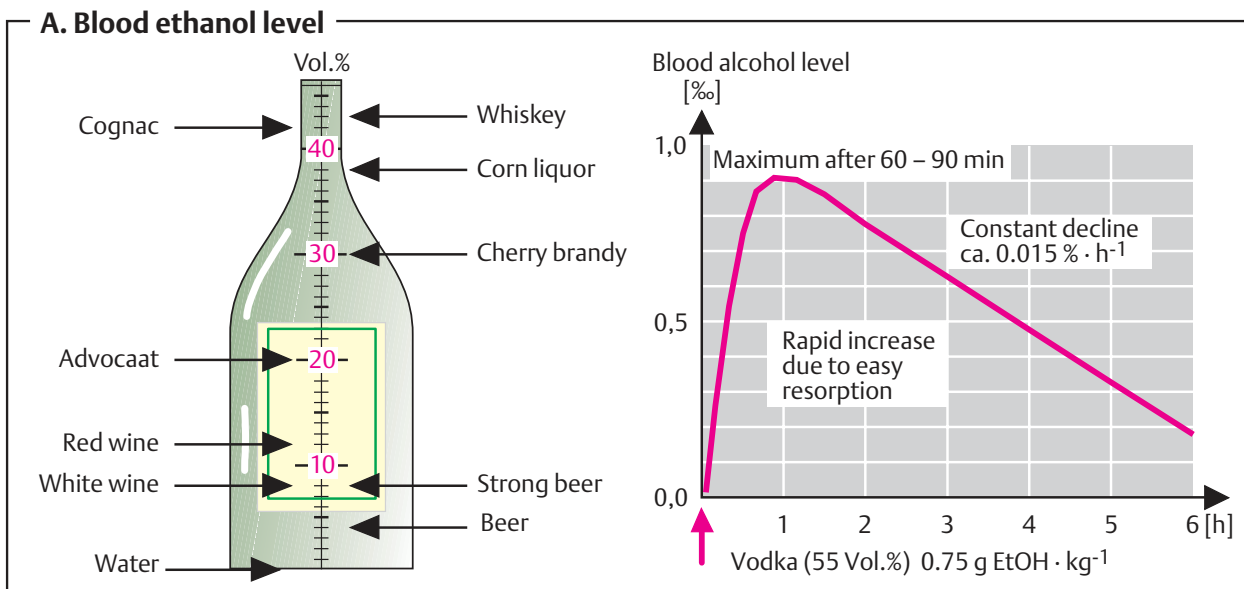 A. Blood ethanol level
Vol.%
Cognac
Whiskey
40
Corn liquor
30
Cherry brandy
Advocaat
20
Red wine
10
White wine
Strong beer
Beer
Water
Blood alcohol level
[‰]
1,0
Maximum after 60 – 90 min
Constant decline
ca. 0.015 % · h-1
0,5
Rapid increase
due to easy
resorption
0,0
1 2 3 4 5 6 [h]
Vodka (55 Vol.%) 0.75 g EtOH · kg-1